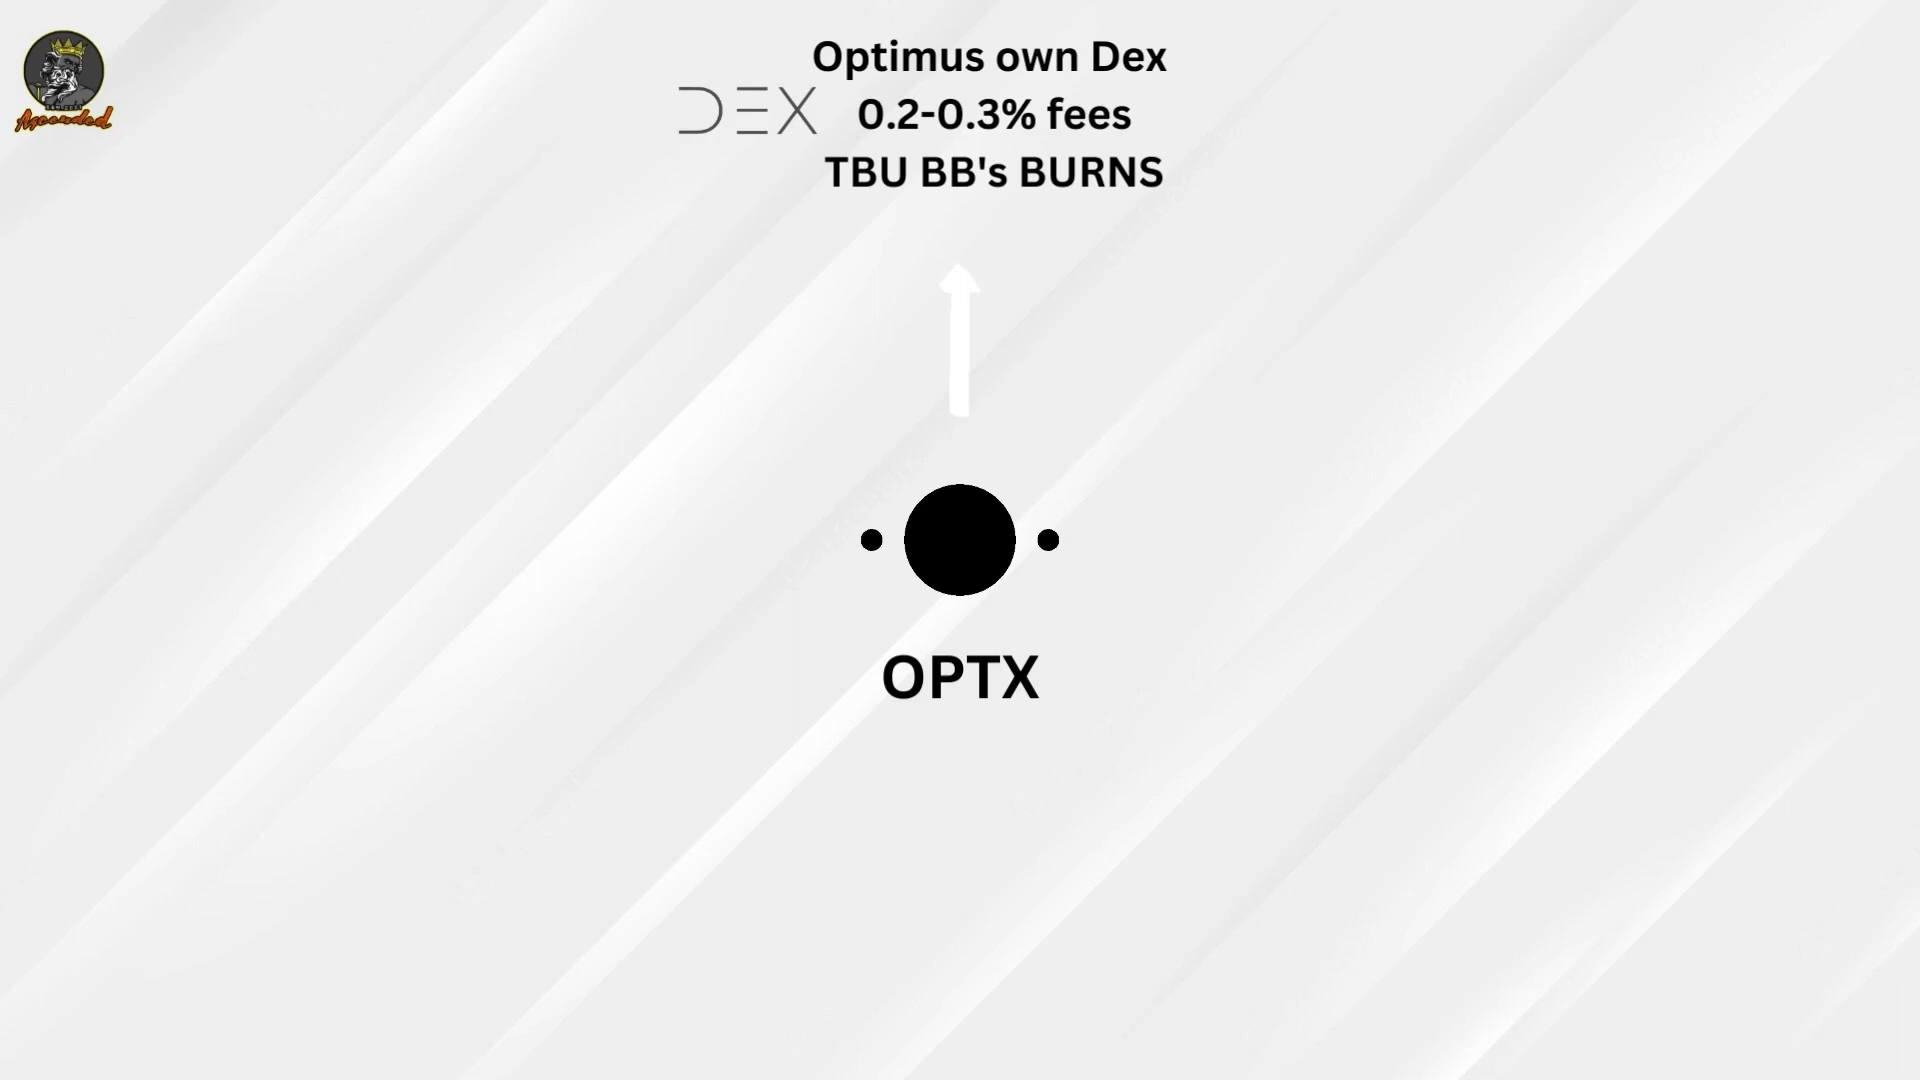 Optimus own Dex
DEX
0.2-0.3% fees
TBU BB's BURNS
Ascended
OPTX